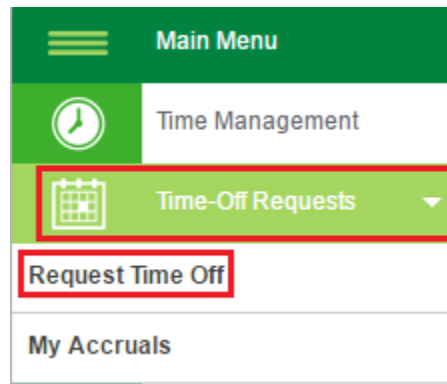 Main Menu
Time Management
Time-Off Requests
Request Time Off
My Accruals